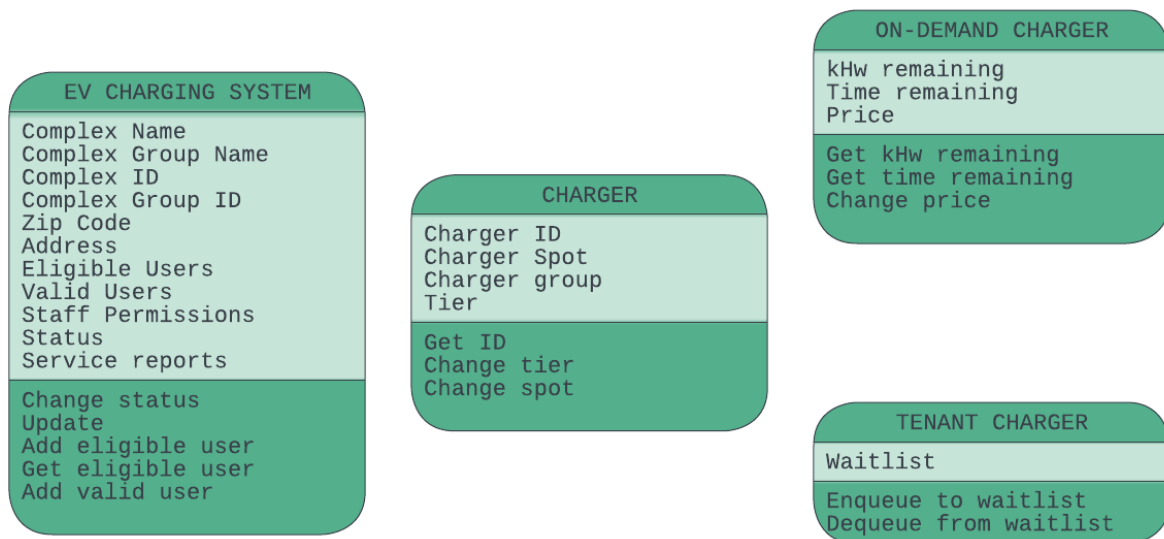 EV CHARGING SYSTEM
Complex Name
Complex Group Name
Complex ID
Complex Group ID
Zip Code
Address
Eligible Users
Valid Users
Staff Permissions
Status
Service reports
Change status
Update
Add eligible user
Get eligible user
Add valid user
CHARGER
Charger ID
Charger Spot
Charger group
Tier
Get ID
Change tier
Change spot
ON-DEMAND CHARGER
kHw remaining
Time remaining
Price
Get kHw remaining
Get time remaining
Change price
TENANT CHARGER
Waitlist
Enqueue to waitlist
Dequeue from waitlist